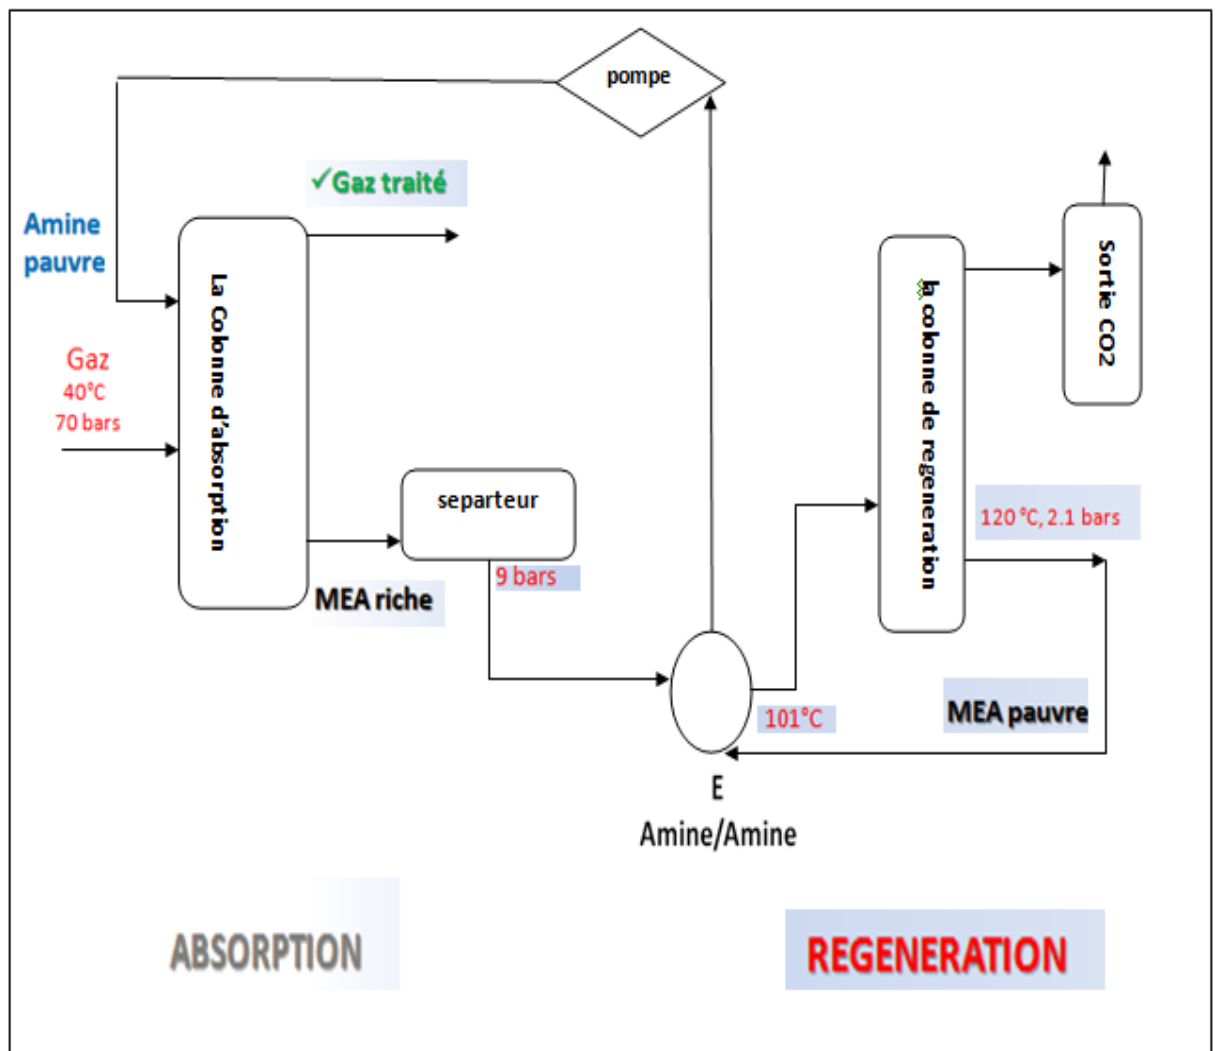 pompe
✓Gaz traité
Amine
pauvre
La Colonne d'absorption
la colonne de regeneration
Sortie CO2
Gaz
40°C
70 bars
separteur
9 bars
MEA riche
120 °C, 2.1 bars
MEA pauvre
101°C
E
Amine/Amine
ABSORPTION
REGENERATION